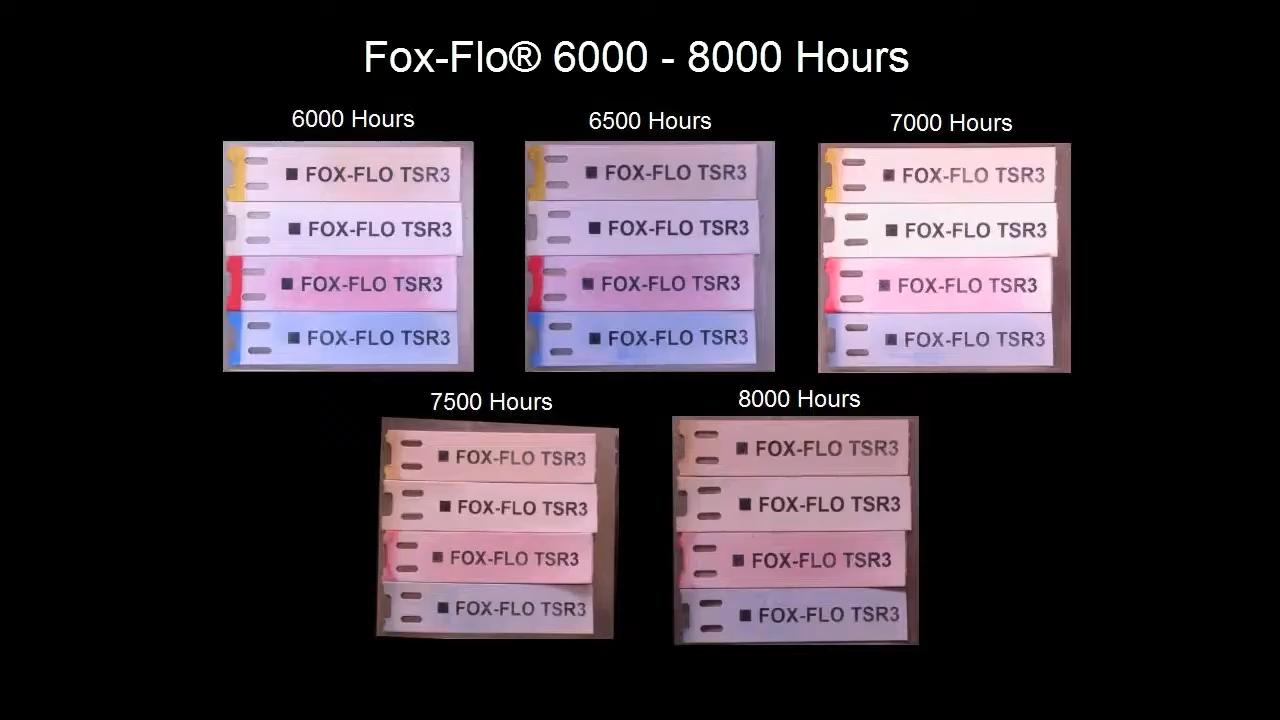 Fox-Flo® 6000 - 8000 Hours
6000 Hours
6500 Hours
7000 Hours
■ FOX-FLO TSR3
■ FOX-FLO TSR3
■ FOX-FLO TSR3
■ FOX-FLO TSR3
■ FOX-FLO TSR3
■ FOX-FLO TSR3
■ FOX-FLO TSR3
■ FOX-FLO TSR3
■ FOX-FLO TSR3
■ FOX-FLO TSR3
■ FOX-FLO TSR3
■ FOX-FLO TSR3
7500 Hours
8000 Hours
■ FOX-FLO TSR3
■ FOX-FLO TSR3
■ FOX-FLO TSR3
■ FOX-FLO TSR3
■ FOX-FLO TSR3
■ FOX-FLO TSR3
■ FOX-FLO TSR3
■ FOX-FLO TSR3